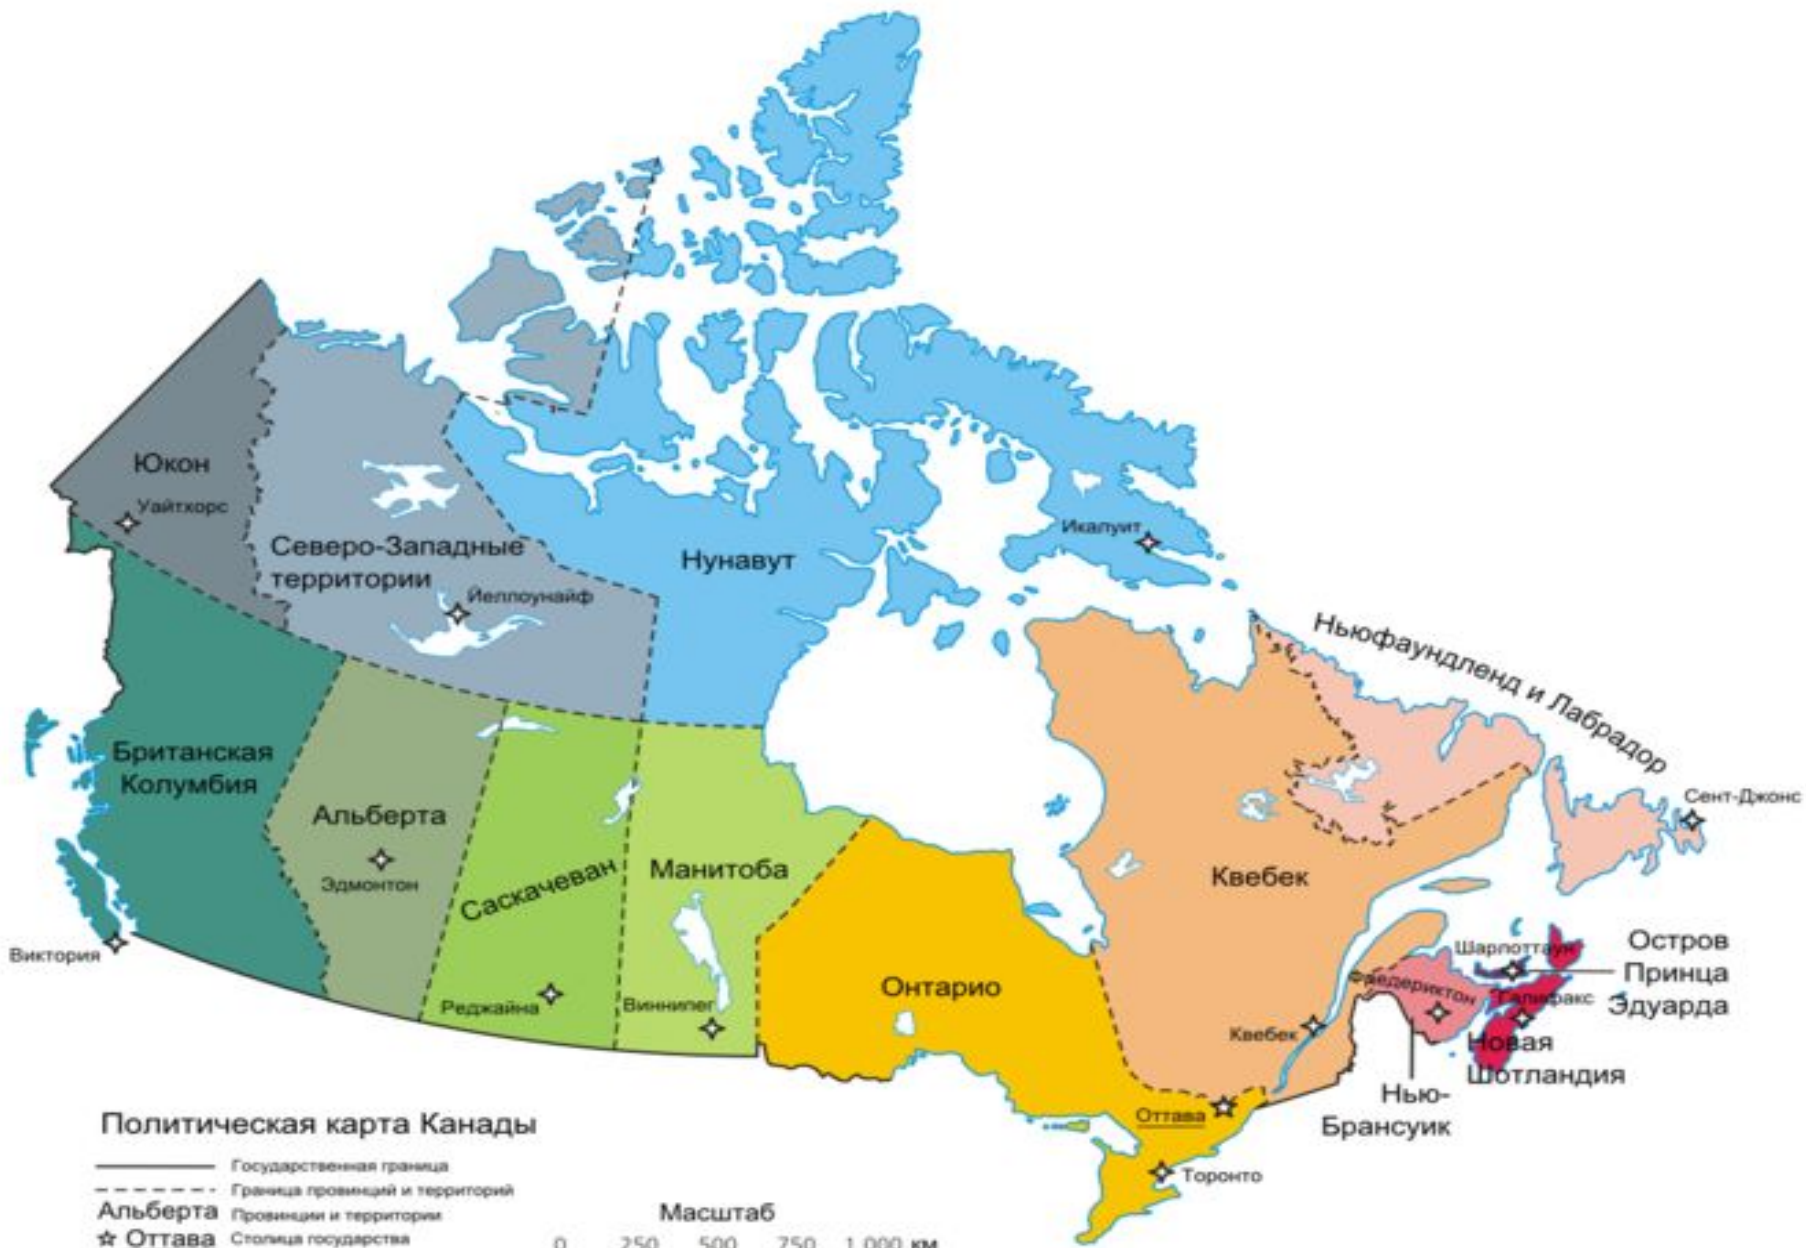 Юкон
Уайтхорс
Северо-Западные
территории
Йеллоунайф
Нунавут
Икалуит
Ньюфаундленд и Лабрадор
Сент-Джонс
Британская
Колумбия
Виктория
Альберта
Эдмонтон
Саскачеван
Реджайна
Манитоба
Виннипег
Онтарио
Квебек
Квебек
Оттава
Торонто
Шарлоттаун
Остров
Принца
Эдуарда
Фредериктон
Галифакс
Новая
Шотландия
Нью-
Брансуик
Политическая карта Канады
Государственная граница
Граница провинций и территорий
Альберта Провинции и территории
Оттава Столица государства
Масштаб
0 250 500 750 1 000 км